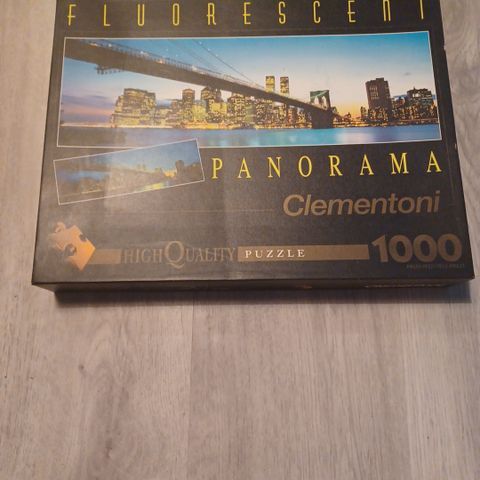 FLUORESCENT
PANORAMA
Clementoni
HIGH QUALITY PUZZLE 1000